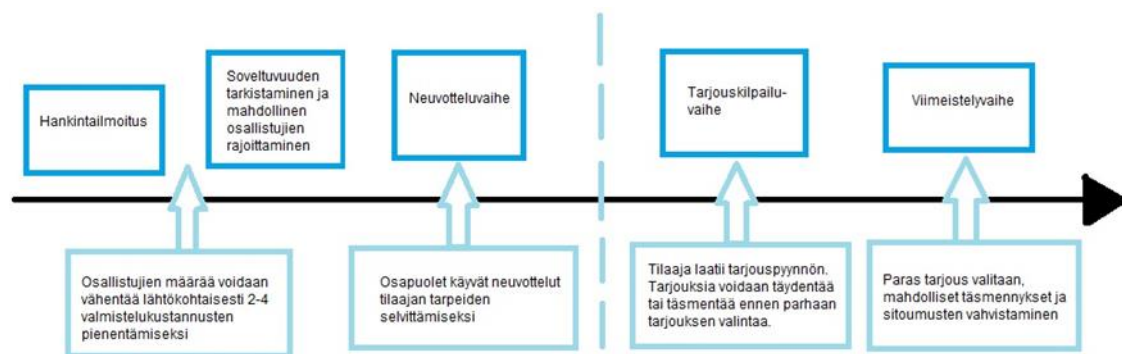 Hankintailmoitus
Soveltuvuuden
tarkistaminen ja
mahdollinen
osallistujien
rajoittaminen
Neuvotteluvaihe
Tarjouskilpailu-
vaihe
Viimeistelyvaihe
Osallistujien määrää voidaan
vähentää lähtökohtaisesti 2-4
valmistelukustannusten
pienentämiseksi
Osapuolet käyvät neuvottelut
tilaajan tarpeiden
selvittämiseksi
Tilaaja laatii tarjouspyynnön.
Tarjouksia voidaan täydentää
tai täsmentää ennen parhaan
tarjouksen valintaa.
Paras tarjous valitaan,
mahdolliset täsmennykset ja
sitoumusten vahvistaminen